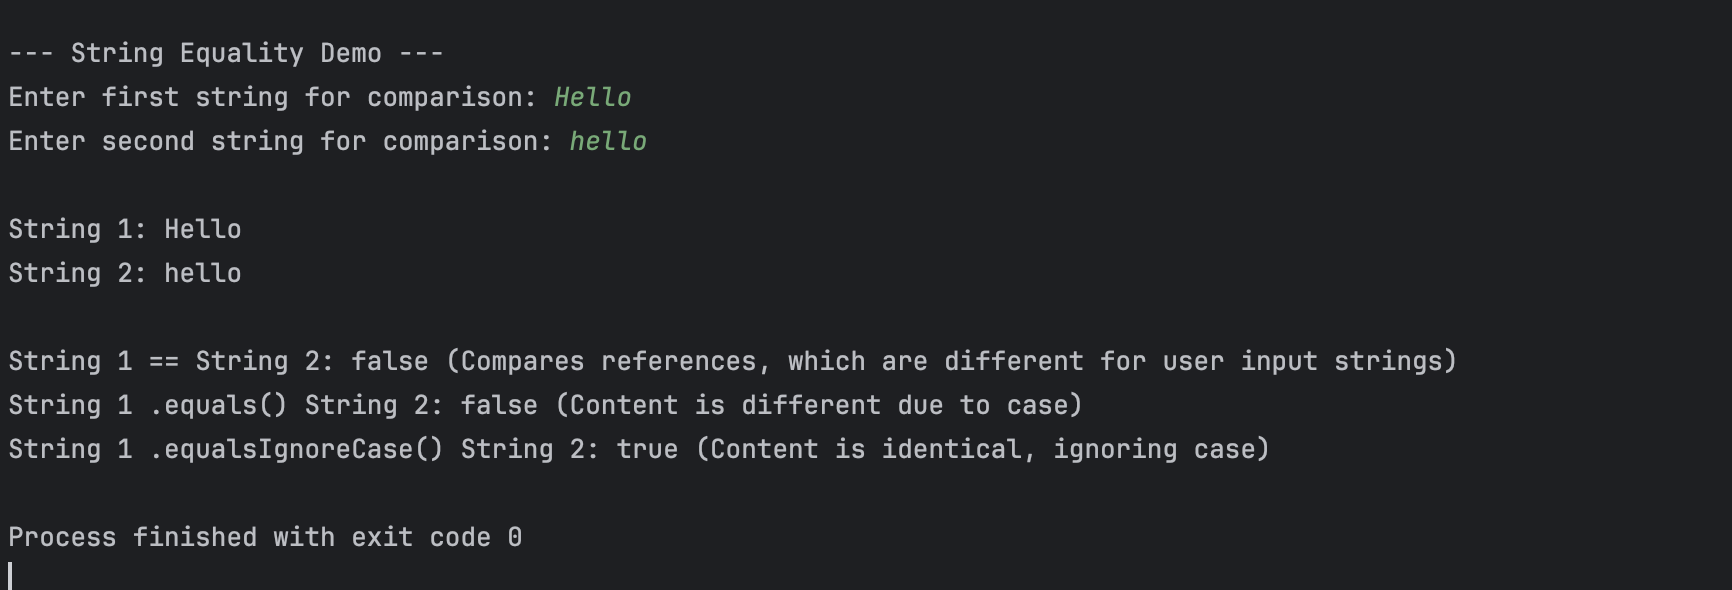 --- String Equality Demo ---
Enter first string for comparison: Hello
Enter second string for comparison: hello
String 1: Hello
String 2: hello
String 1 == String 2: false (Compares references, which are different for user input strings)
String 1 .equals() String 2: false (Content is different due to case)
String 1 .equalsIgnoreCase() String 2: true (Content is identical, ignoring case)
Process finished with exit code 0